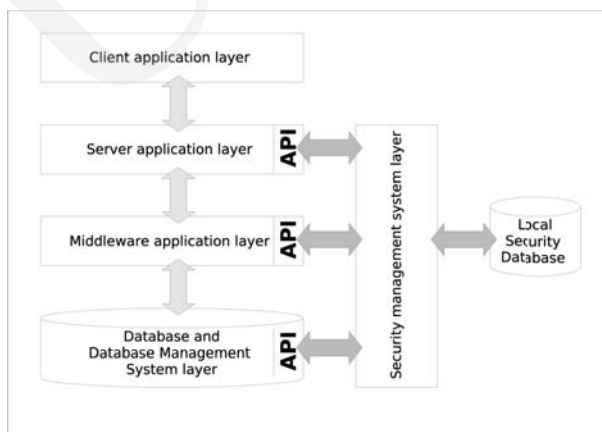 Client application layer
Server application layer
API
Middleware application layer
API
Database and
Database Management
System layer
API
Security management system layer
Local
Security
Database